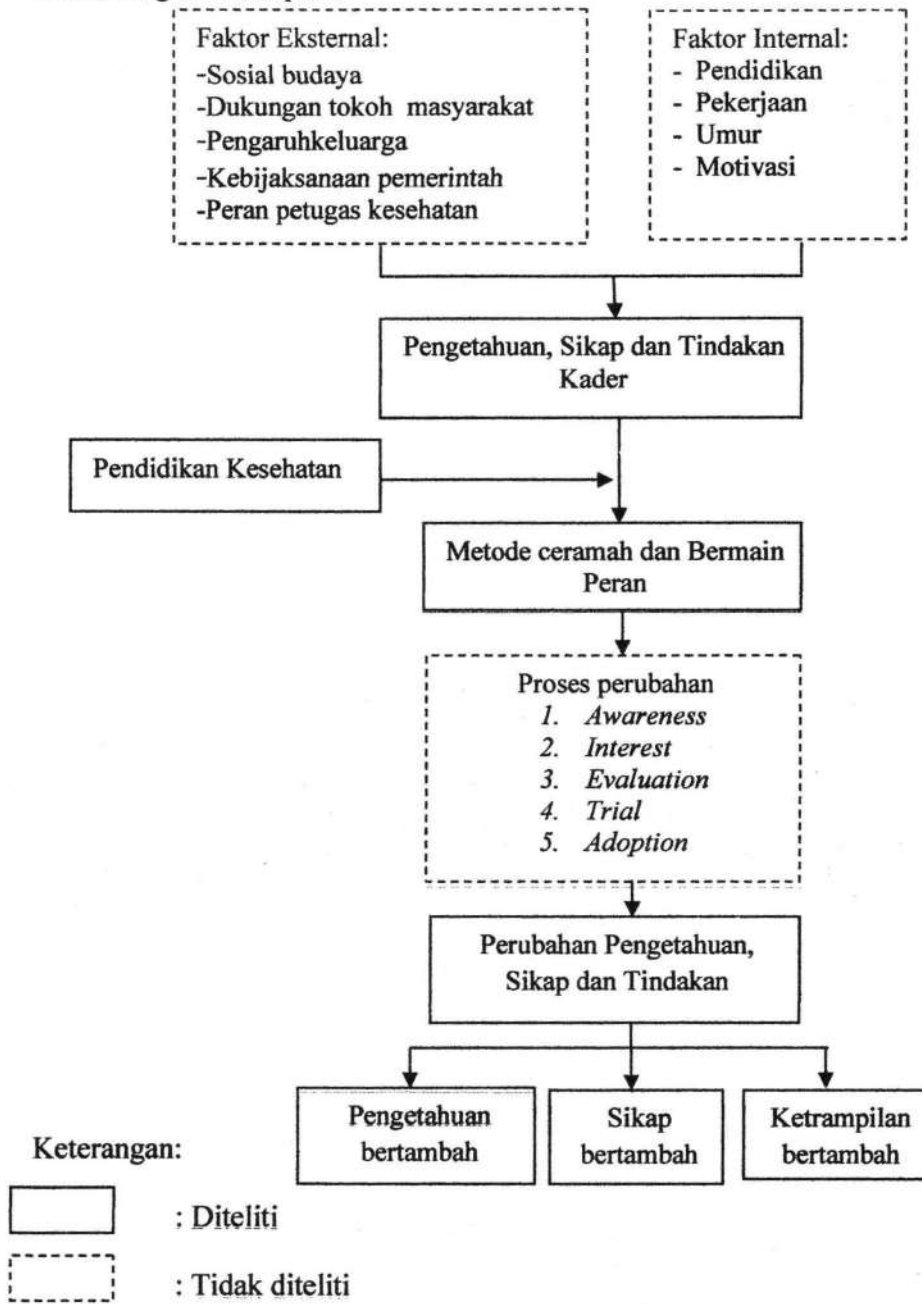 Faktor Eksternal:
-Sosial budaya
-Dukungan tokoh masyarakat
-Pengaruhkeluarga
-Kebijaksanaan pemerintah
-Peran petugas kesehatan
Faktor Internal:
- Pendidikan
- Pekerjaan
- Umur
- Motivasi
Pengetahuan, Sikap dan Tindakan
Kader
Pendidikan Kesehatan
Metode ceramah dan Bermain
Peran
Proses perubahan
1. Awareness
2. Interest
3. Evaluation
4. Trial
5. Adoption
Perubahan Pengetahuan,
Sikap dan Tindakan
Pengetahuan
bertambah
Sikap
bertambah
Ketrampilan
bertambah
Keterangan:
: Diteliti
: Tidak diteliti